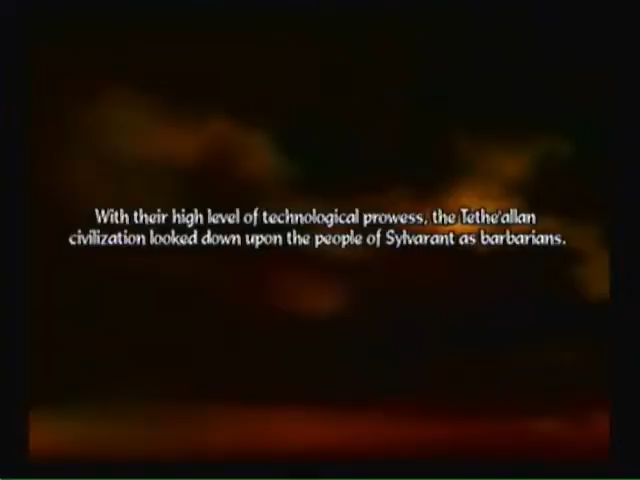 With their high level of technological prowess, the Tethe'allan
civilization looked down upon the people of Sylvarant as barbarians.